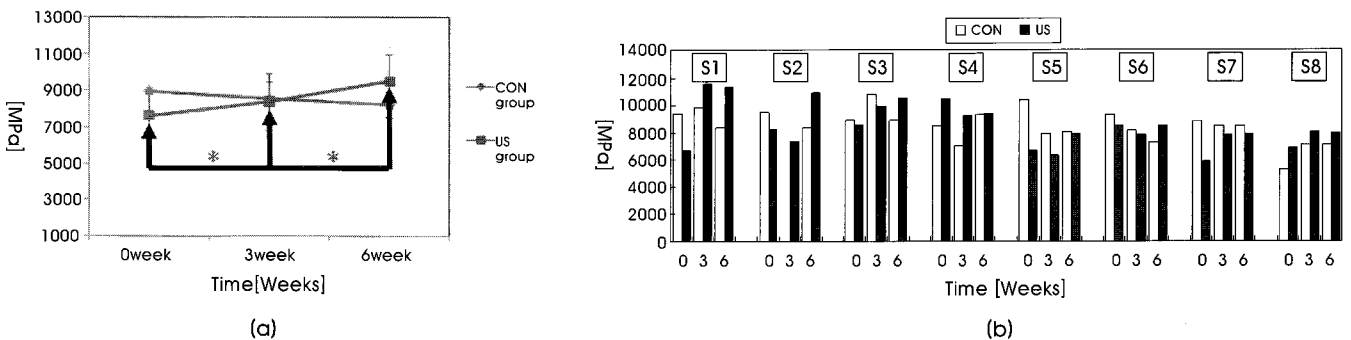 13000
11000
9000
7000
5000
3000
1000
[MPa]
CON group
US group
*
*
0week
3week
6week
Time[Weeks]
(a)
CON
US
14000
12000
10000
8000
6000
4000
2000
0
[MPa]
S1
S2
S3
S4
S5
S6
S7
S8
0 3 6 0 3 6 0 3 6 0 3 6 0 3 6 0 3 6 0 3 6 0 3 6
Time [Weeks]
(b)